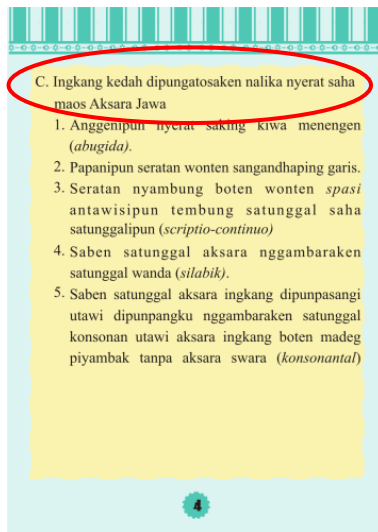 C. Ingkang kedah dipungatosaken nalika nyerat saha
maos Aksara Jawa
1. Anggenipun nyerat saking kiwa menengen
(abugida).
2. Papanipun seratan wonten sangandhaping garis.
3. Seratan nyambung boten wonten spasi
antawisipun tembung satunggal saha
satunggalipun (scriptio-continuo)
4. Saben satunggal aksara nggambaraken
satunggal wanda (silabik).
5. Saben satunggal aksara ingkang dipunpasangi
utawi dipunpangku nggambaraken satunggal
konsonan utawi aksara ingkang boten madeg
piyambak tanpa aksara swara (konsonantal)
4